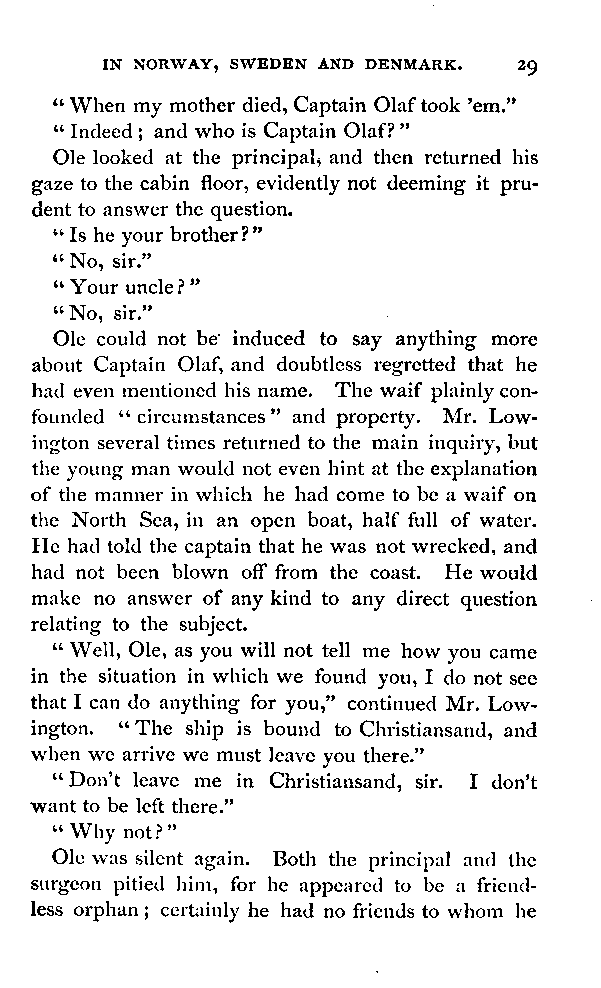 IN NORWAY, SWEDEN AND DENMARK. 29
“When my mother died, Captain Olaf took ’em.”
“Indeed; and who is Captain Olaf?”
Ole looked at the principal, and then returned his
gaze to the cabin floor, evidently not deeming it pru-
dent to answer the question.
“Is he your brother?”
“No, sir.”
“Your uncle?”
“No, sir.”
Ole could not be induced to say anything more
about Captain Olaf, and doubtless regretted that he
had even mentioned his name. The waif plainly con-
founded “circumstances” and property. Mr. Low-
ington several times returned to the main inquiry, but
the young man would not even hint at the explanation
of the manner in which he had come to be a waif on
the North Sea, in an open boat, half full of water.
He had told the captain that he was not wrecked, and
had not been blown off from the coast. He would
make no answer of any kind to any direct question
relating to the subject.
“Well, Ole, as you will not tell me how you came
in the situation in which we found you, I do not see
that I can do anything for you,” continued Mr. Low-
ington. “The ship is bound to Christiansand, and
when we arrive we must leave you there.”
“Don’t leave me in Christiansand, sir. I don’t
want to be left there.”
“Why not?”
Ole was silent again. Both the principal and the
surgeon pitied him, for he appeared to be a friend-
less orphan; certainly he had no friends to whom he